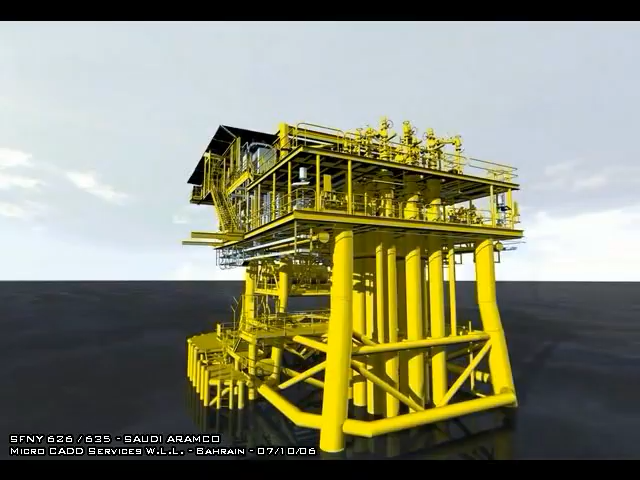 SFNY 626 / 635 - SAUDI ARAMCO
MICRO CADD SERVICES W.L.L. - BAHRAIN - 07/10/06